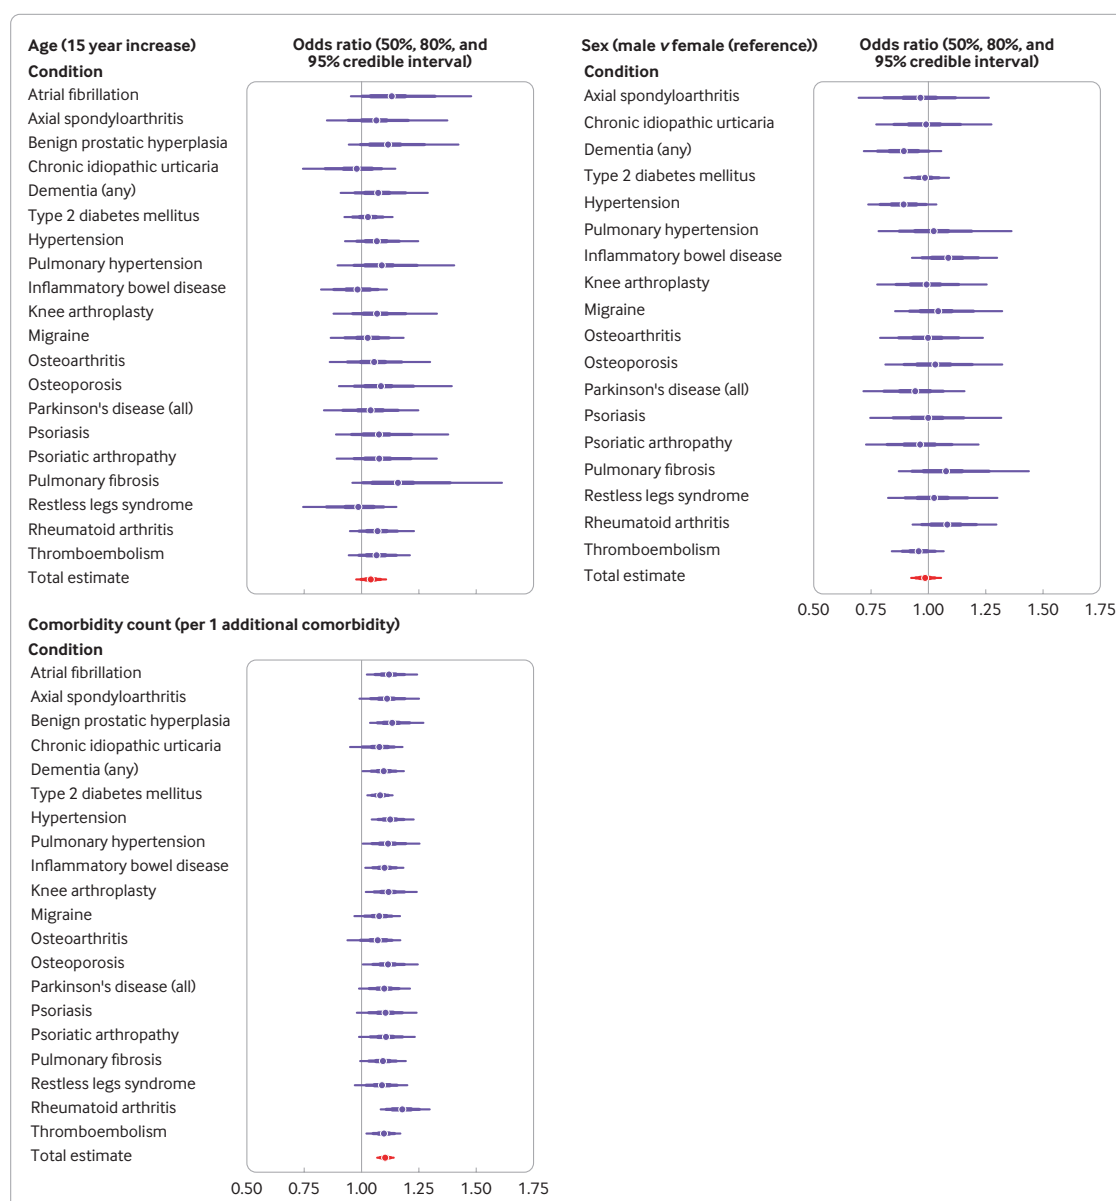 Age (15 year increase)
Odds ratio (50%, 80%, and
95% credible interval)
Condition
Atrial fibrillation
Axial spondyloarthritis
Benign prostatic hyperplasia
Chronic idiopathic urticaria
Dementia (any)
Type 2 diabetes mellitus
Hypertension
Pulmonary hypertension
Inflammatory bowel disease
Knee arthroplasty
Migraine
Osteoarthritis
Osteoporosis
Parkinson's disease (all)
Psoriasis
Psoriatic arthropathy
Pulmonary fibrosis
Restless legs syndrome
Rheumatoid arthritis
Thromboembolism
Total estimate
Sex (male v female (reference))
Odds ratio (50%, 80%, and
95% credible interval)
Condition
Axial spondyloarthritis
Chronic idiopathic urticaria
Dementia (any)
Type 2 diabetes mellitus
Hypertension
Pulmonary hypertension
Inflammatory bowel disease
Knee arthroplasty
Migraine
Osteoarthritis
Osteoporosis
Parkinson's disease (all)
Psoriasis
Psoriatic arthropathy
Pulmonary fibrosis
Restless legs syndrome
Rheumatoid arthritis
Thromboembolism
Total estimate
0.50 0.75 1.00 1.25 1.50 1.75
Comorbidity count (per 1 additional comorbidity)
Condition
Atrial fibrillation
Axial spondyloarthritis
Benign prostatic hyperplasia
Chronic idiopathic urticaria
Dementia (any)
Type 2 diabetes mellitus
Hypertension
Pulmonary hypertension
Inflammatory bowel disease
Knee arthroplasty
Migraine
Osteoarthritis
Osteoporosis
Parkinson's disease (all)
Psoriasis
Psoriatic arthropathy
Pulmonary fibrosis
Restless legs syndrome
Rheumatoid arthritis
Thromboembolism
Total estimate
0.50 0.75 1.00 1.25 1.50 1.75